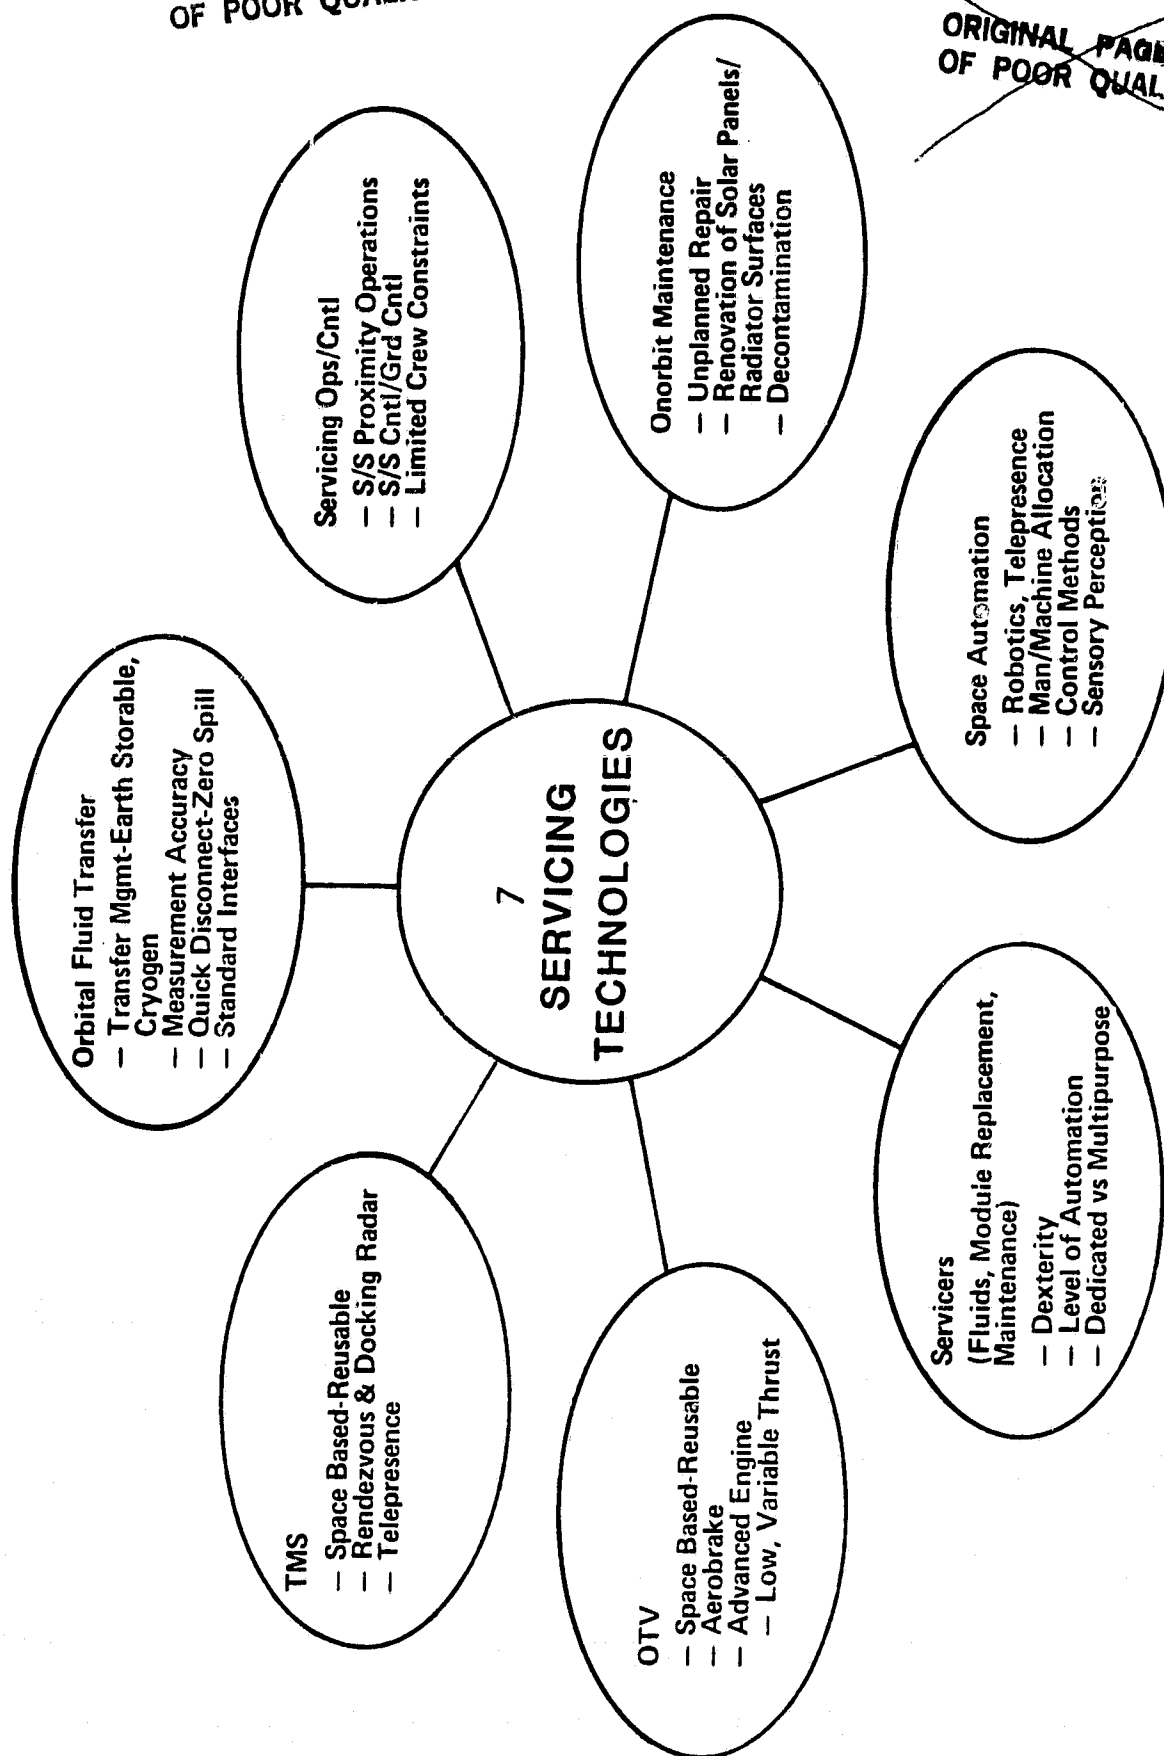 OF POOR
ORIGINAL PAGE
OF POOR QUAL
Orbital Fluid Transfer
— Transfer Mgmt-Earth Storable,
Cryogen
— Measurement Accuracy
— Quick Disconnect-Zero Spill
— Standard Interfaces
TMS
— Space Based-Reusable
— Rendezvous & Docking Radar
— Telepresence
Servicing Ops/Cntl
— S/S Proximity Operations
— S/S Cntl/Grd Cntl
— Limited Crew Constraints
7
SERVICING
TECHNOLOGIES
OTV
— Space Based-Reusable
— Aerobrake
— Advanced Engine
— Low, Variable Thrust
Onorbit Maintenance
— Unplanned Repair
— Renovation of Solar Panels/
Radiator Surfaces
— Decontamination
Servicers
(Fluids, Module Replacement,
Maintenance)
— Dexterity
— Level of Automation
— Dedicated vs Multipurpose
Space Automation
— Robotics, Telepresence
— Man/Machine Allocation
— Control Methods
— Sensory Perception